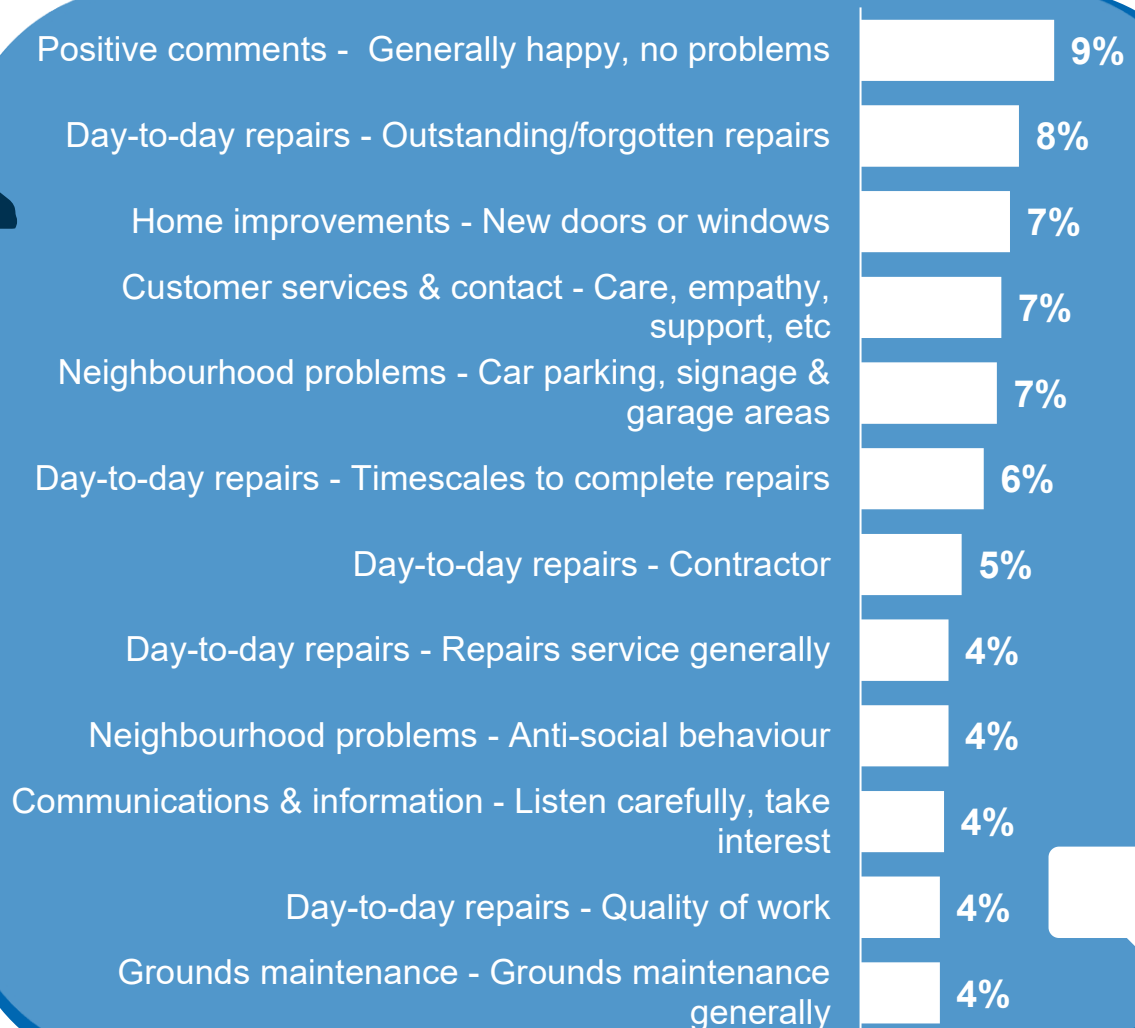 Positive comments -  Generally happy, no problems 9%
Day-to-day repairs - Outstanding/forgotten repairs 8%
Home improvements - New doors or windows 7%
Customer services & contact - Care, empathy,
support, etc 7%
Neighbourhood problems - Car parking, signage &
garage areas 7%
Day-to-day repairs - Timescales to complete repairs 6%
Day-to-day repairs - Contractor 5%
Day-to-day repairs - Repairs service generally 4%
Neighbourhood problems - Anti-social behaviour 4%
Communications & information - Listen carefully, take
interest 4%
Day-to-day repairs - Quality of work 4%
Grounds maintenance - Grounds maintenance
generally 4%